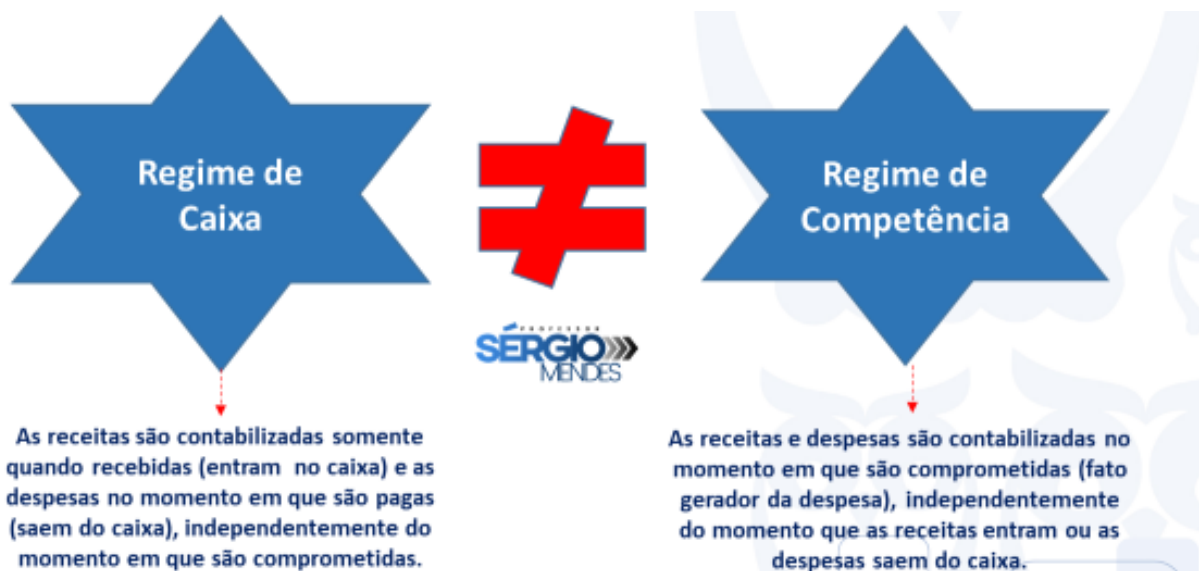 Regime de
Caixa
Regime de
Competência
PROFESSOR
SÉRGIO
MENDES
As receitas são contabilizadas somente
quando recebidas (entram no caixa) e as
despesas no momento em que são pagas
(saem do caixa), independentemente do
momento em que são comprometidas.
As receitas e despesas são contabilizadas no
momento em que são comprometidas (fato
gerador da despesa), independentemente
do momento que as receitas entram ou as
despesas saem do caixa.